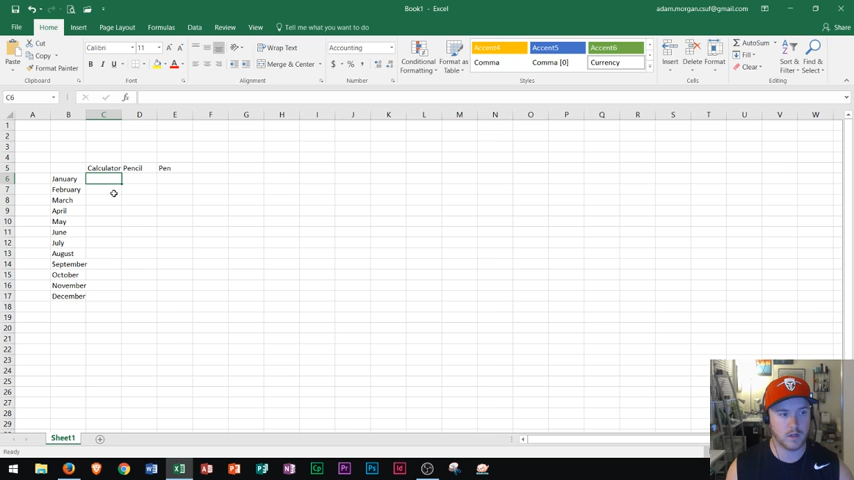 Book1 - Excel
adam.morgan.csuf@gmail.com
File Home Insert Page Layout Formulas Data Review View Tell me what you want to do Share
Cut
Copy
Format Painter
Paste
Clipboard
Calibri 11
B I U
Font
Wrap Text
Merge & Center
Alignment
Accounting
$ % ,
Number
Conditional Formatting
Format as Table
Accent4 Accent5 Accent6
Comma Comma [0] Currency
Styles
Insert Delete Format
Cells
AutoSum
Fill
Clear
Sort & Filter
Find & Select
Editing
C6 fx
A B C D E F G H I J K L M N O P Q R S T U V W
1
2
3
4
5 Calculator Pencil Pen
6 January
7 February
8 March
9 April
10 May
11 June
12 July
13 August
14 September
15 October
16 November
17 December
18
19
20
21
22
23
24
25
26
27
28
29
Sheet1
Ready